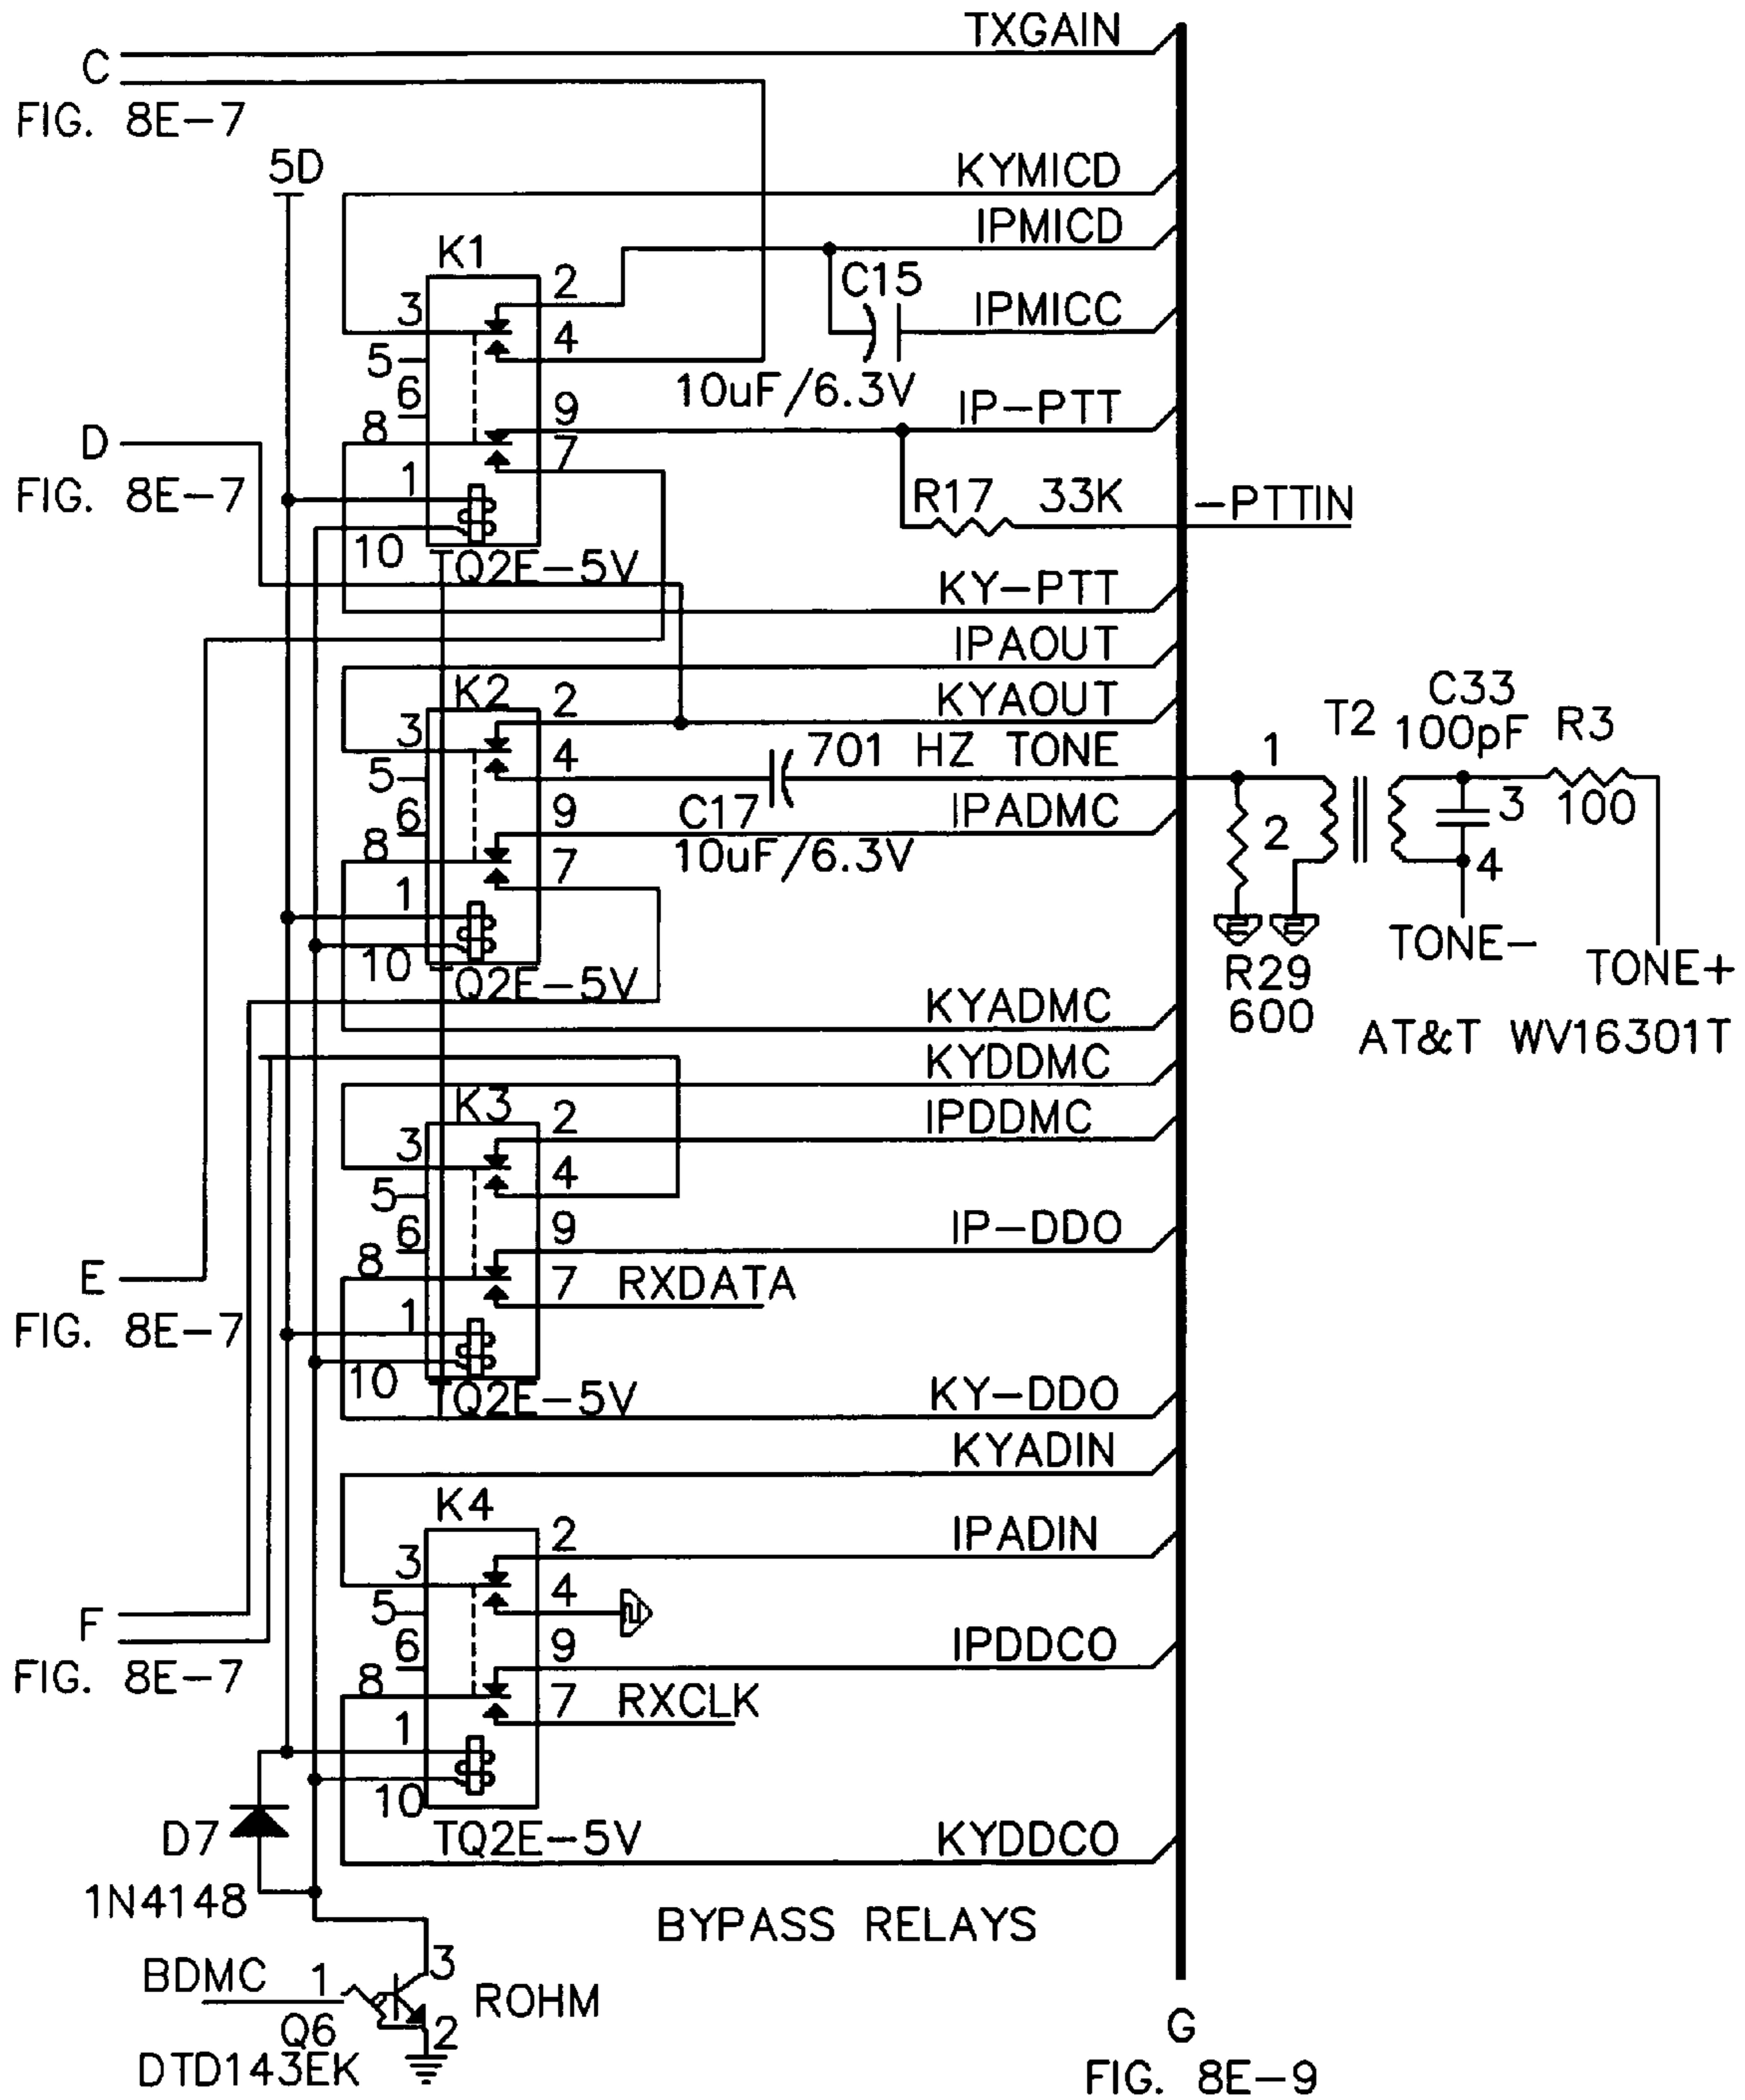 TXGAIN
C
FIG. 8E-7
5D
KYMICD
IPMICD
K1
2
C15
3
4
IPMICC
5
10uF/6.3V
6
9
IP-PTT
8
D
7
FIG. 8E-7
1
R17 33K
-PTTIN
10
TQ2E-5V
KY-PTT
IPAOUT
K2
2
KYAOUT
C33
T2
100pF
R3
3
4
701 HZ TONE
1
5
C17
9
IPADMC
3
100
6
8
10uF/6.3V
2
7
4
1
TONE-
10
TONE+
TQ2E-5V
R29
600
KYADMC
AT&T WV16301T
KYDDMC
K3
2
IPDDMC
3
4
5
6
9
IP-DDO
8
7
RXDATA
E
FIG. 8E-7
1
10
TQ2E-5V
KY-DDO
KYADIN
K4
2
IPADIN
3
4
5
F
6
9
IPDDCO
FIG. 8E-7
8
7
RXCLK
1
10
D7
TQ2E-5V
KYDDCO
1N4148
BYPASS RELAYS
BDMC
1
3
ROHM
Q6
2
DTD143EK
G
FIG. 8E-9